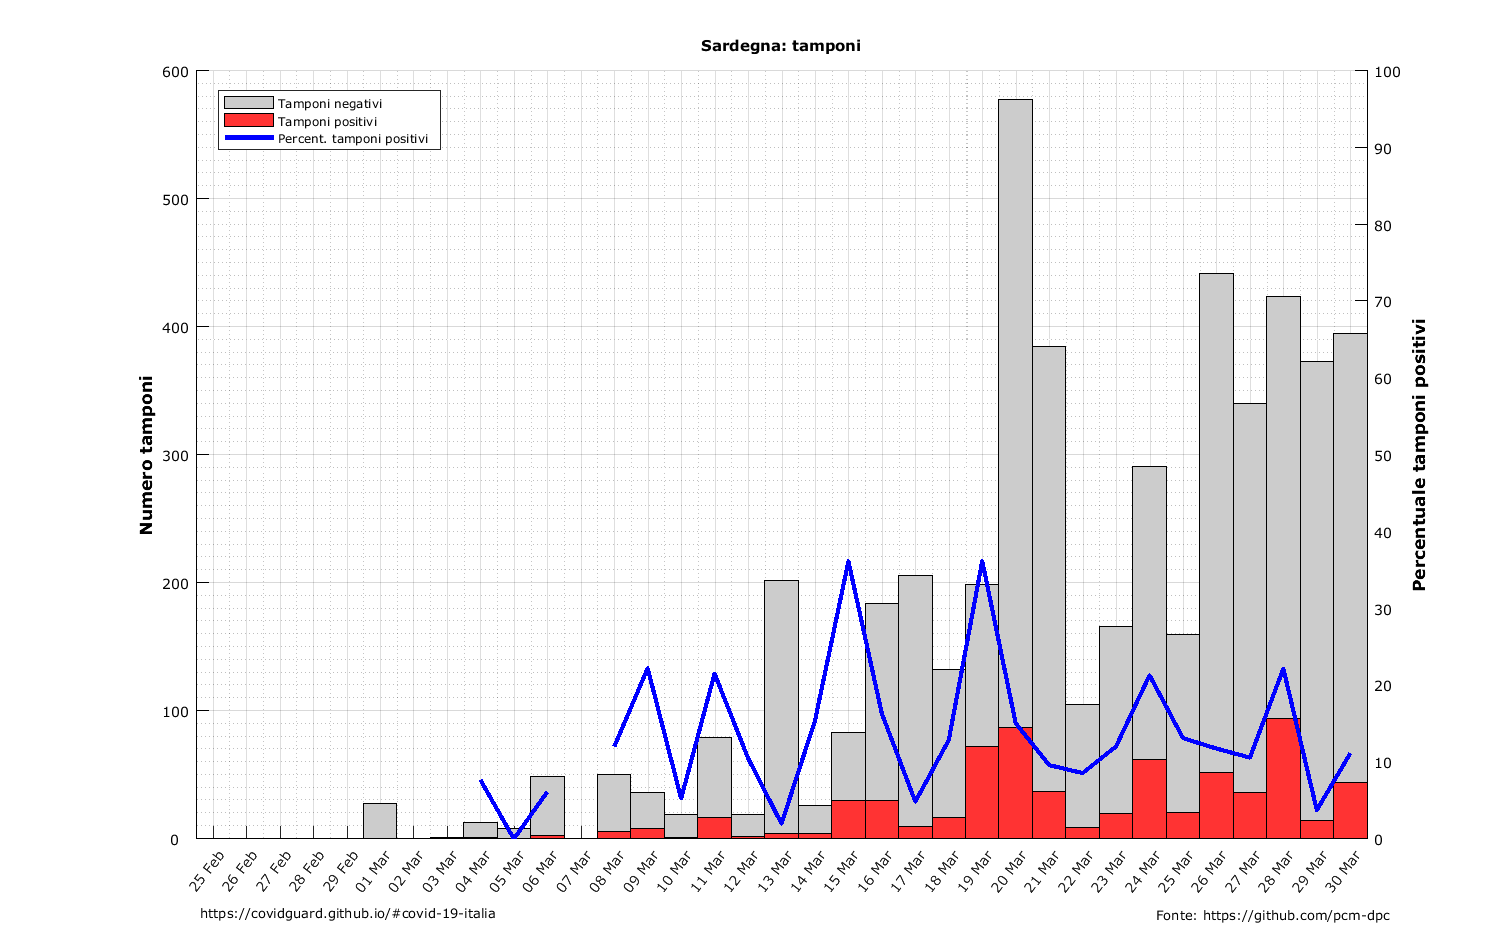 Sardegna: tamponi
Tamponi negativi
Tamponi positivi
Percent. tamponi positivi
Numero tamponi
600
500
400
300
200
100
0
Percentuale tamponi positivi
100
90
80
70
60
50
40
30
20
10
0
25 Feb
26 Feb
27 Feb
28 Feb
29 Feb
01 Mar
02 Mar
03 Mar
04 Mar
05 Mar
06 Mar
07 Mar
08 Mar
09 Mar
10 Mar
11 Mar
12 Mar
13 Mar
14 Mar
15 Mar
16 Mar
17 Mar
18 Mar
19 Mar
20 Mar
21 Mar
22 Mar
23 Mar
24 Mar
25 Mar
26 Mar
27 Mar
28 Mar
29 Mar
30 Mar
https://covidguard.github.io/#covid-19-italia
Fonte: https://github.com/pcm-dpc